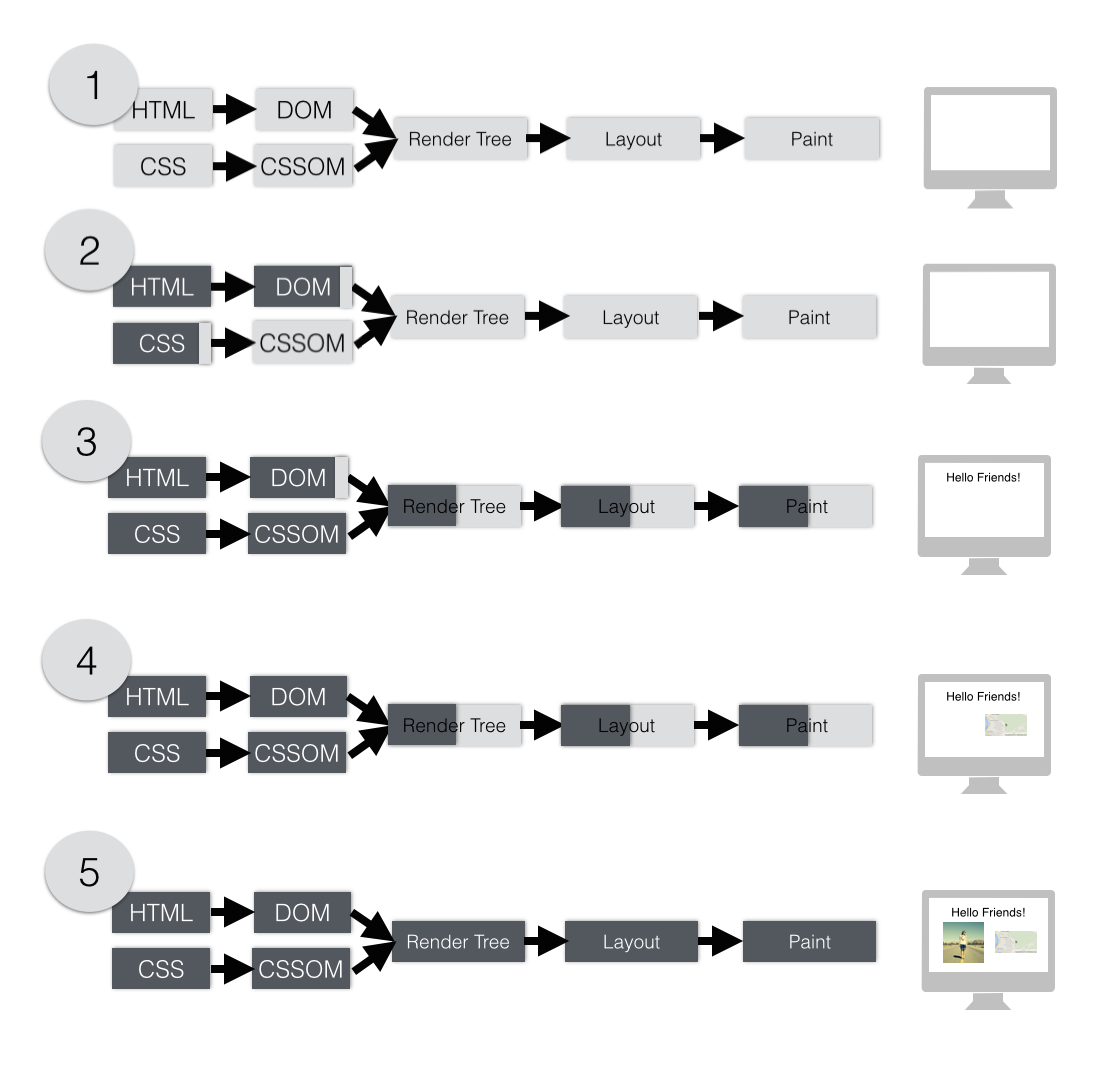 1
HTML
DOM
Render Tree
Layout
Paint
CSS
CSSOM
2
HTML
DOM
Render Tree
Layout
Paint
CSS
CSSOM
3
HTML
DOM
Hello Friends!
Render Tree
Layout
Paint
CSS
CSSOM
4
HTML
DOM
Hello Friends!
Render Tree
Layout
Paint
CSS
CSSOM
5
HTML
DOM
Hello Friends!
Render Tree
Layout
Paint
CSS
CSSOM